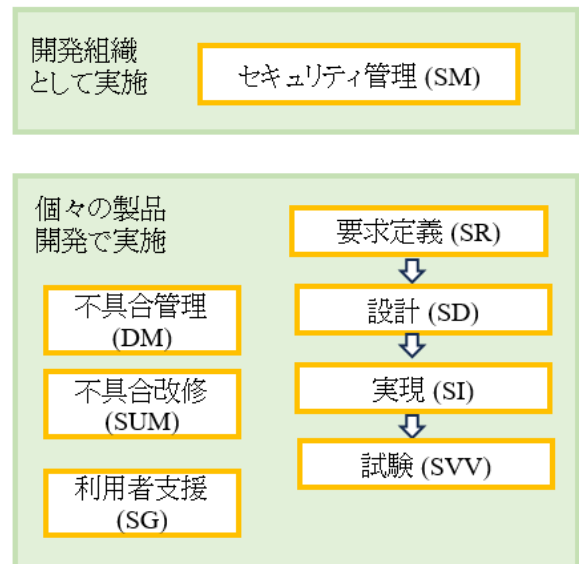 開発組織
として実施
セキュリティ管理 (SM)
個々の製品
開発で実施
要求定義 (SR)
設計 (SD)
実現 (SI)
試験 (SVV)
不具合管理
(DM)
不具合改修
(SUM)
利用者支援
(SG)